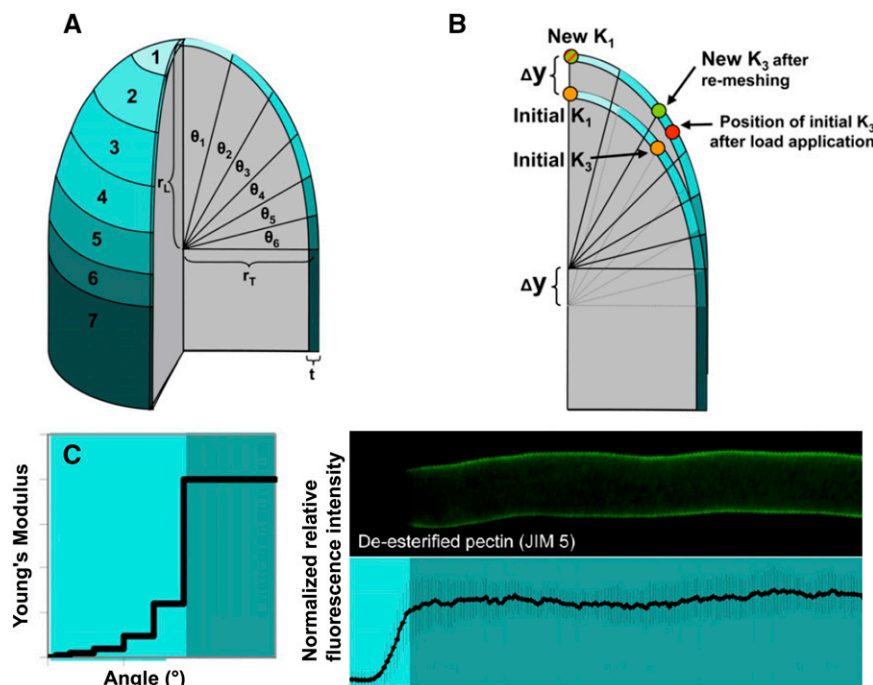 A
1
2
3
4
5
6
7
θ1
θ2
θ3
θ4
θ5
θ6
rL
rT
t
B
New K1
Δy
New K3 after
re-meshing
Initial K1
Position of initial K3
after load application
Initial K3
Δy
C
Young's Modulus
Angle (°)
Normalized relative
fluorescence intensity
De-esterified pectin (JIM 5)